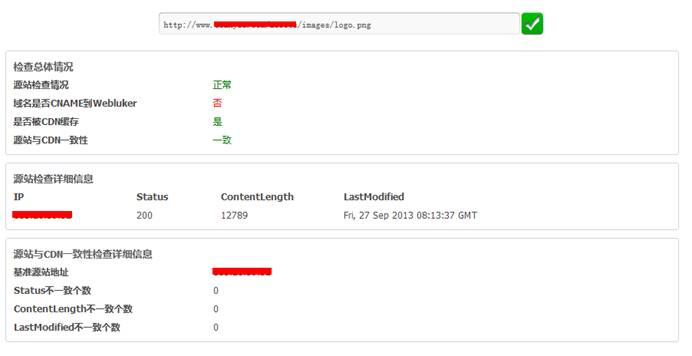 http://www. /images/logo.png
检查总体情况
源站检查情况 正常
域名是否CNAME到Webluker 否
是否被CDN缓存 是
源站与CDN一致性 一致
源站检查详细信息
IP Status ContentLength LastModified
200 12789 Fri, 27 Sep 2013 08:13:37 GMT
源站与CDN一致性检查详细信息
基准源站地址
Status不一致个数 0
ContentLength不一致个数 0
LastModified不一致个数 0